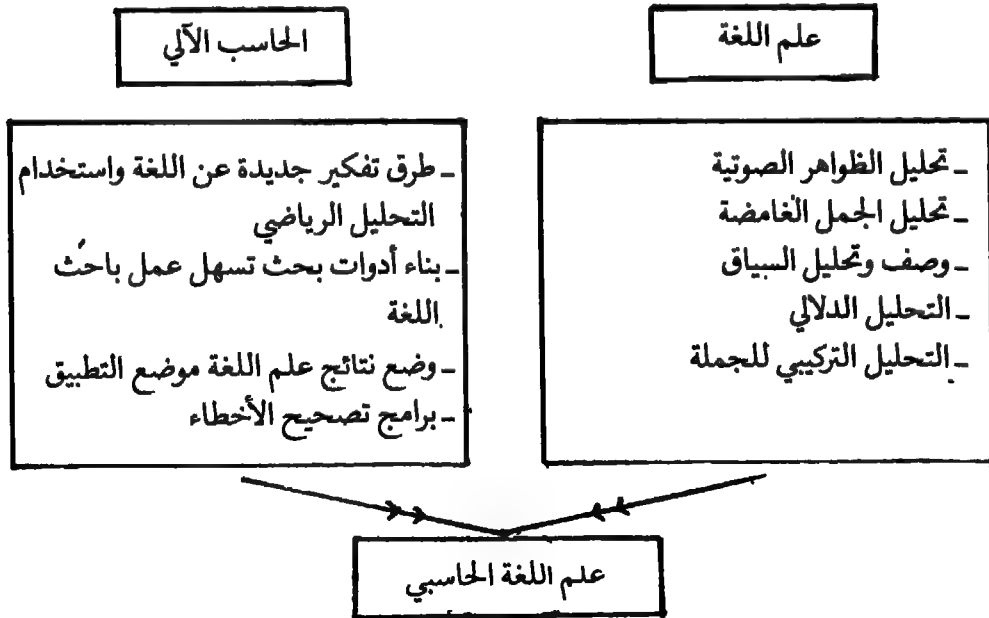 علم اللغة
الحاسب الآلي
ـ تحليل الظواهر الصوتية
ـ تحليل الجمل الغامضة
ـ وصف وتحليل السياق
ـ التحليل الدلالي
ـ التحليل التركيبي للجملة
ـ طرق تفكير جديدة عن اللغة واستخدام
التحليل الرياضي
ـ بناء أدوات بحث تسهل عمل باحث
اللغة
ـ وضع نتائج علم اللغة موضع التطبيق
ـ برامج تصحيح الأخطاء
علم اللغة الحاسبي